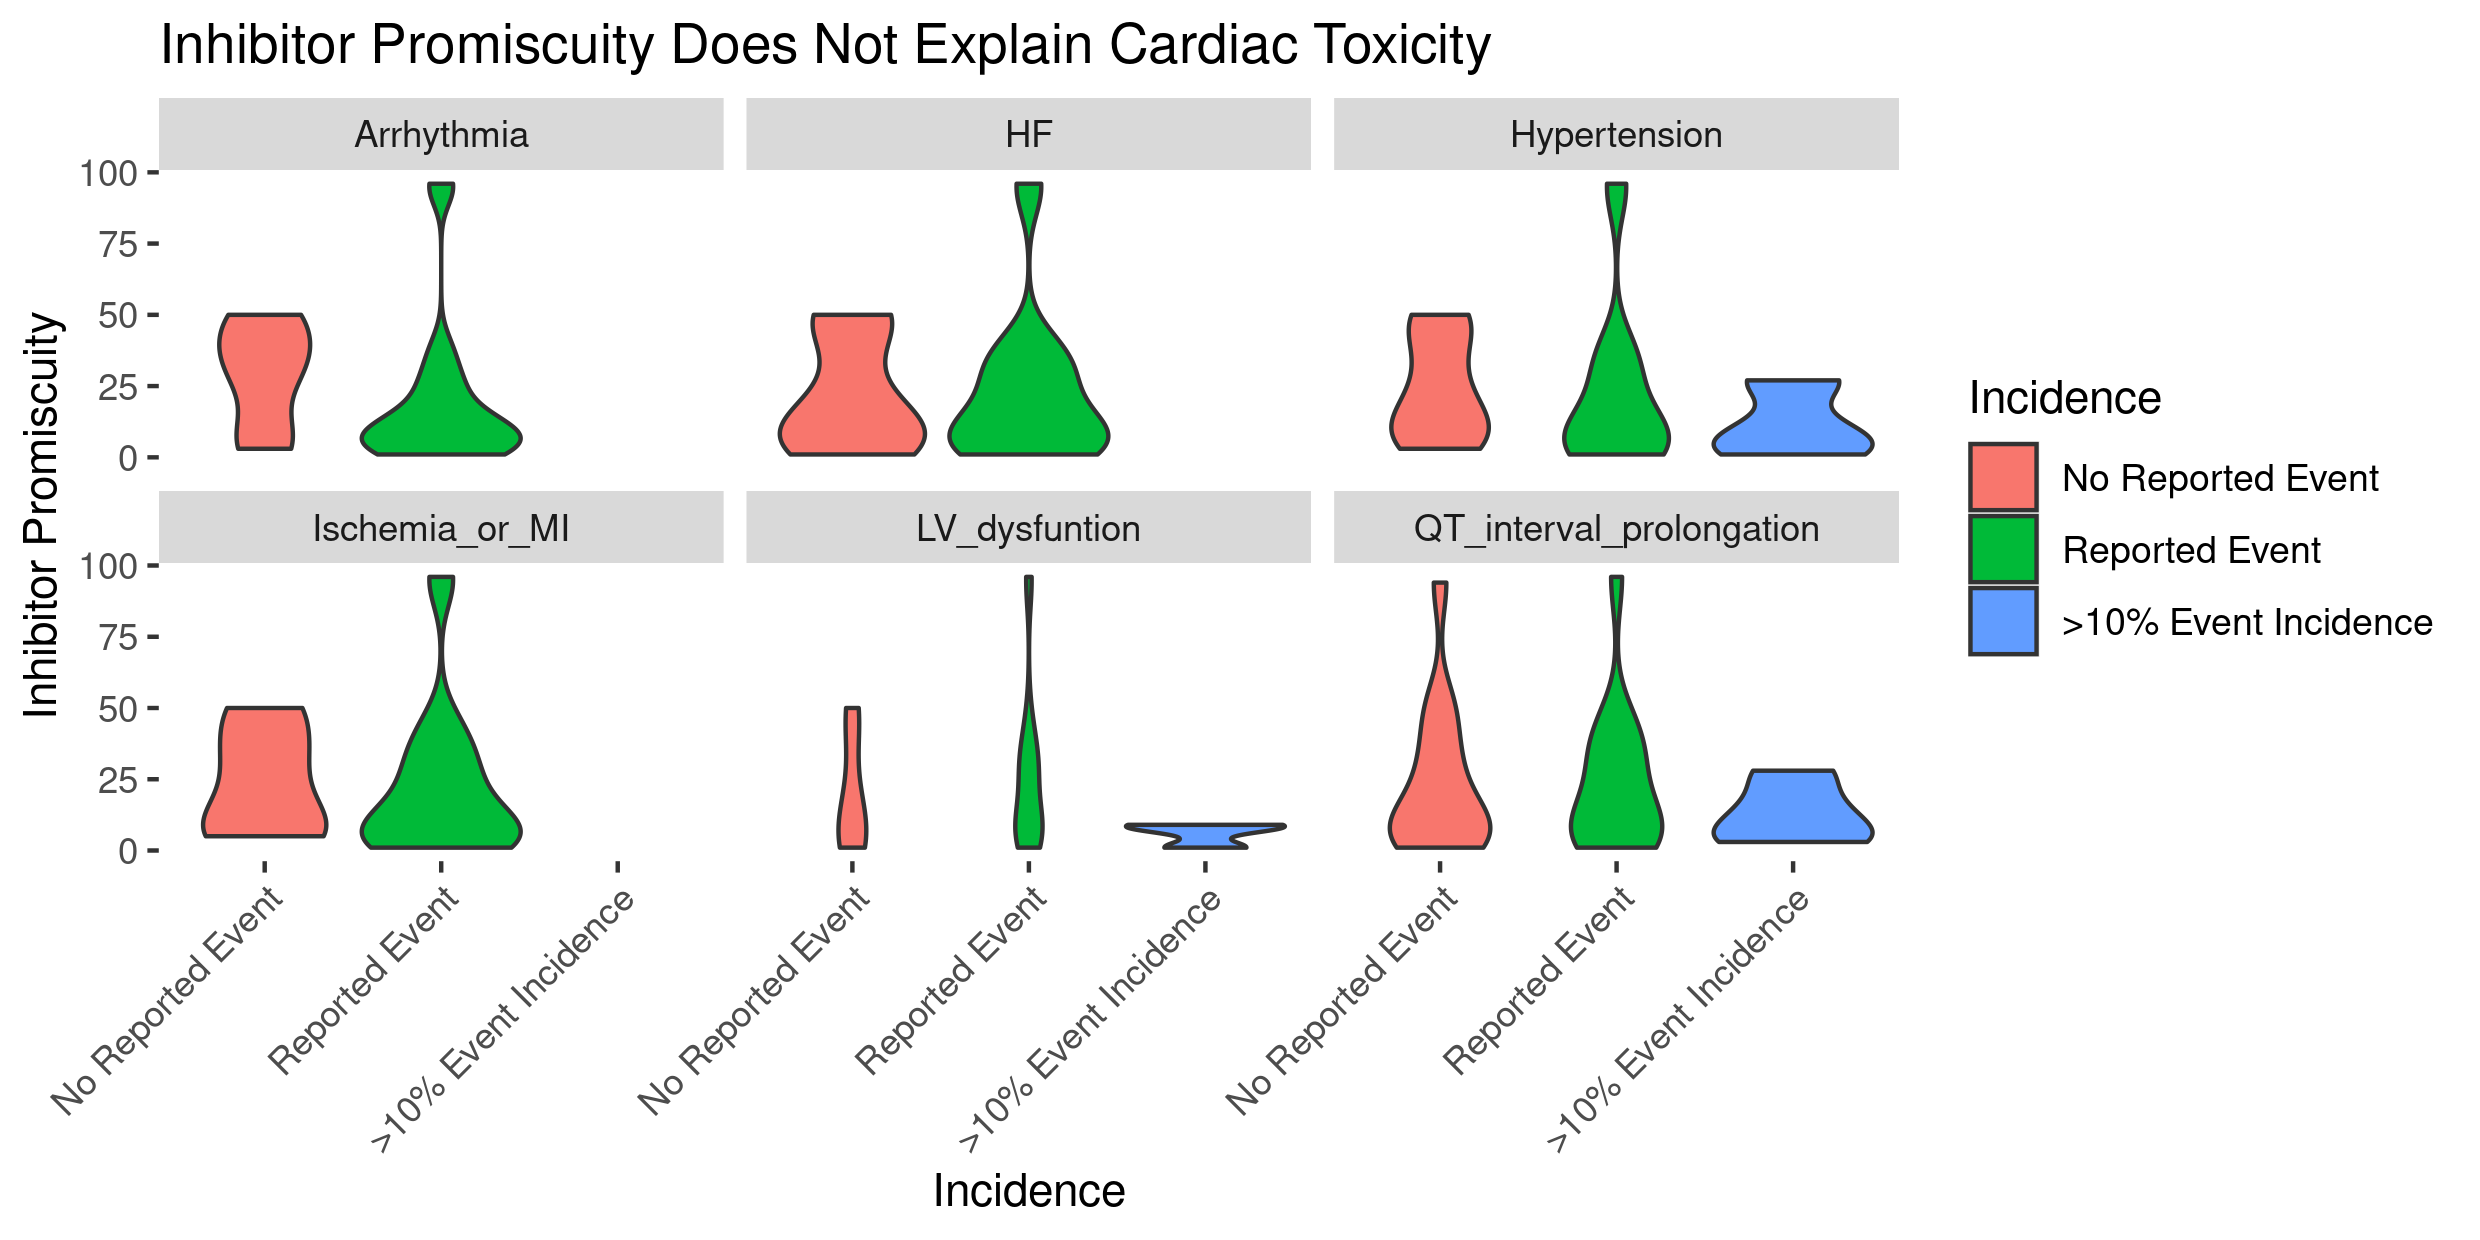 Inhibitor Promiscuity Does Not Explain Cardiac Toxicity
Arrhythmia
HF
Hypertension
100
75
50
25
0
Ischemia_or_MI
LV_dysfuntion
QT_interval_prolongation
100
75
50
25
0
Inhibitor Promiscuity
No Reported Event
Reported Event
>10% Event Incidence
No Reported Event
Reported Event
>10% Event Incidence
No Reported Event
Reported Event
>10% Event Incidence
Incidence
Incidence
No Reported Event
Reported Event
>10% Event Incidence